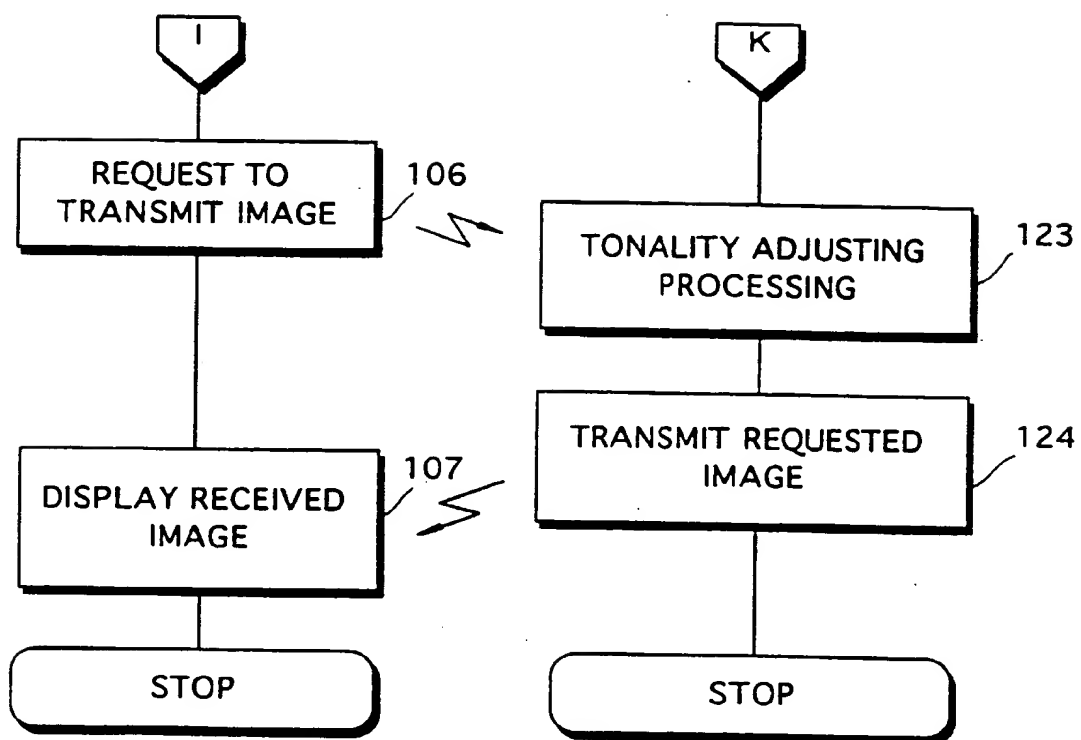 I
K
REQUEST TO
TRANSMIT IMAGE
106
TONALITY ADJUSTING
PROCESSING
123
TRANSMIT REQUESTED
IMAGE
124
DISPLAY RECEIVED
IMAGE
107
STOP
STOP